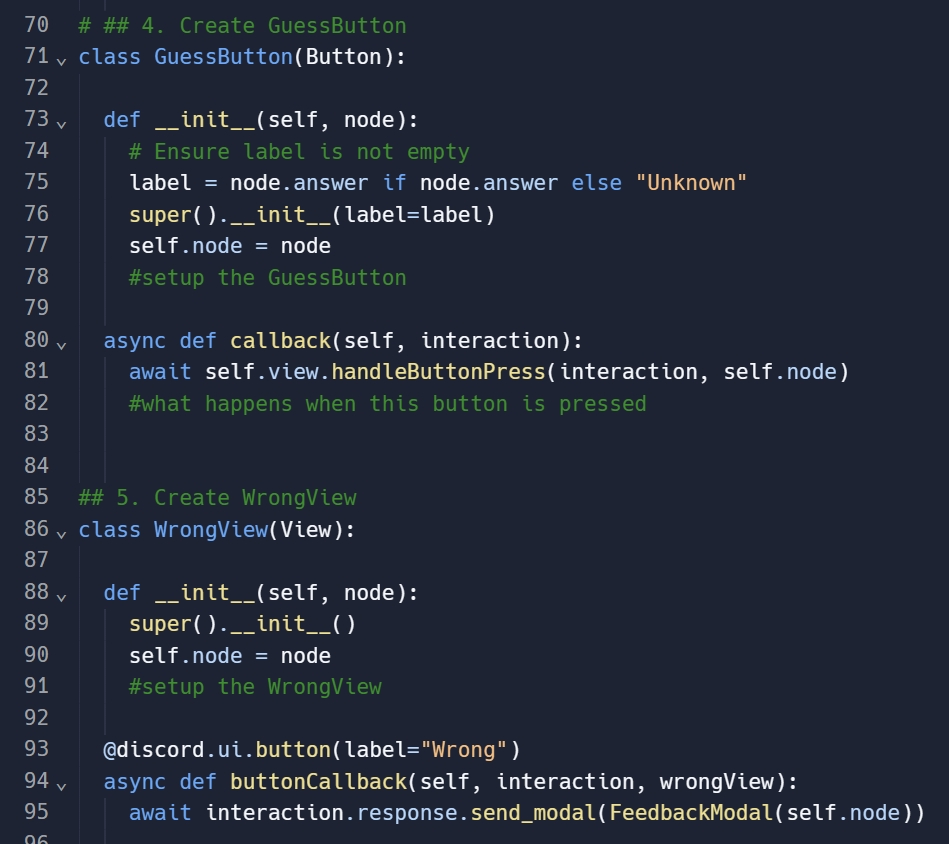 70 # ## 4. Create GuessButton
71 class GuessButton(Button):
72
73 def __init__(self, node):
74 # Ensure label is not empty
75 label = node.answer if node.answer else "Unknown"
76 super().__init__(label=label)
77 self.node = node
78 #setup the GuessButton
79
80 async def callback(self, interaction):
81 await self.view.handleButtonPress(interaction, self.node)
82 #what happens when this button is pressed
83
84
85 ## 5. Create WrongView
86 class WrongView(View):
87
88 def __init__(self, node):
89 super().__init__()
90 self.node = node
91 #setup the WrongView
92
93 @discord.ui.button(label="Wrong")
94 async def buttonCallback(self, interaction, wrongView):
95 await interaction.response.send_modal(FeedbackModal(self.node))
96